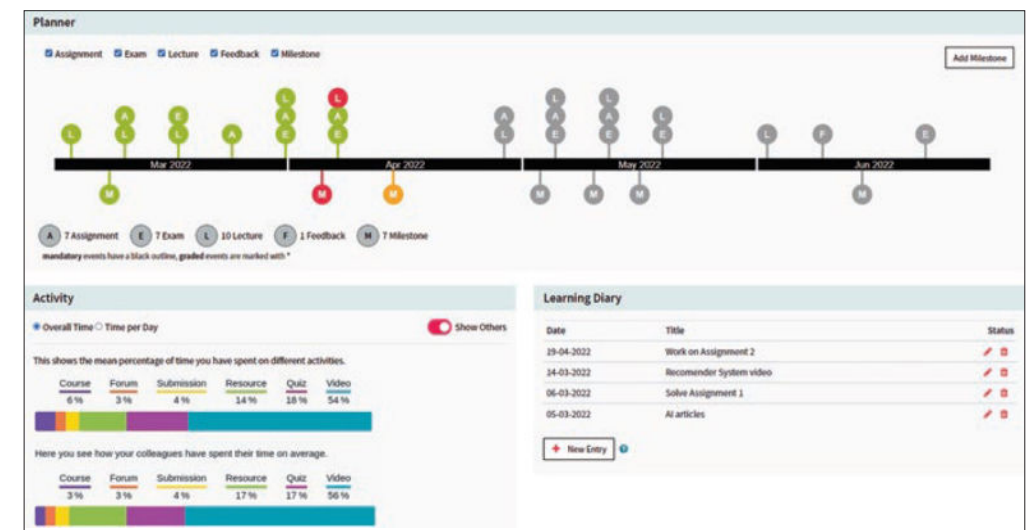 Planner
Assignment Exam Lecture Feedback Milestone
Add Milestone
L L
A A E L L L
A E A A A A A L
L L A E E L E E E L F E
Mar 2022 Apr 2022 May 2022 Jun 2022
M M M M M M M
A 7 Assignment E 7 Exam L 10 Lecture F 1 Feedback M 7 Milestone
mandatory events have a black outline, graded events are marked with *
Activity
Overall Time Time per Day Show Others
This shows the mean percentage of time you have spent on different activities.
Course Forum Submission Resource Quiz Video
6 % 3 % 4 % 14 % 18 % 54 %
Here you see how your colleagues have spent their time on average.
Course Forum Submission Resource Quiz Video
3 % 3 % 4 % 17 % 17 % 56 %
Learning Diary
Date Title Status
19-04-2022 Work on Assignment 2
14-03-2022 Recomender System video
06-03-2022 Solve Assignment 1
05-03-2022 AI articles
+ New Entry ?